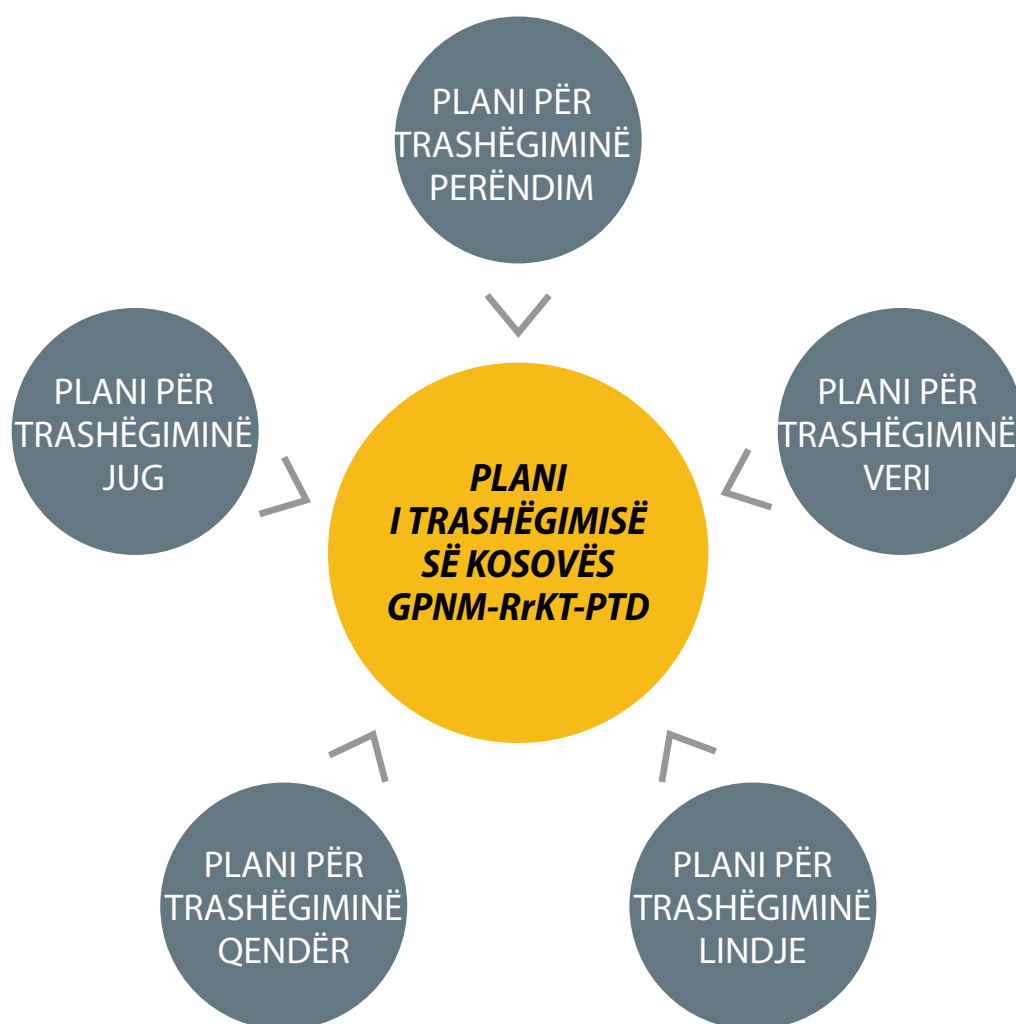 PLANI PËR
TRASHËGIMINË
PERËNDIM
PLANI PËR
TRASHËGIMINË
JUG
PLANI PËR
TRASHËGIMINË
VERI
PLANI
I TRASHËGIMISË
SË KOSOVËS
GPNM-RrKT-PTD
PLANI PËR
TRASHËGIMINË
QENDËR
PLANI PËR
TRASHËGIMINË
LINDJE